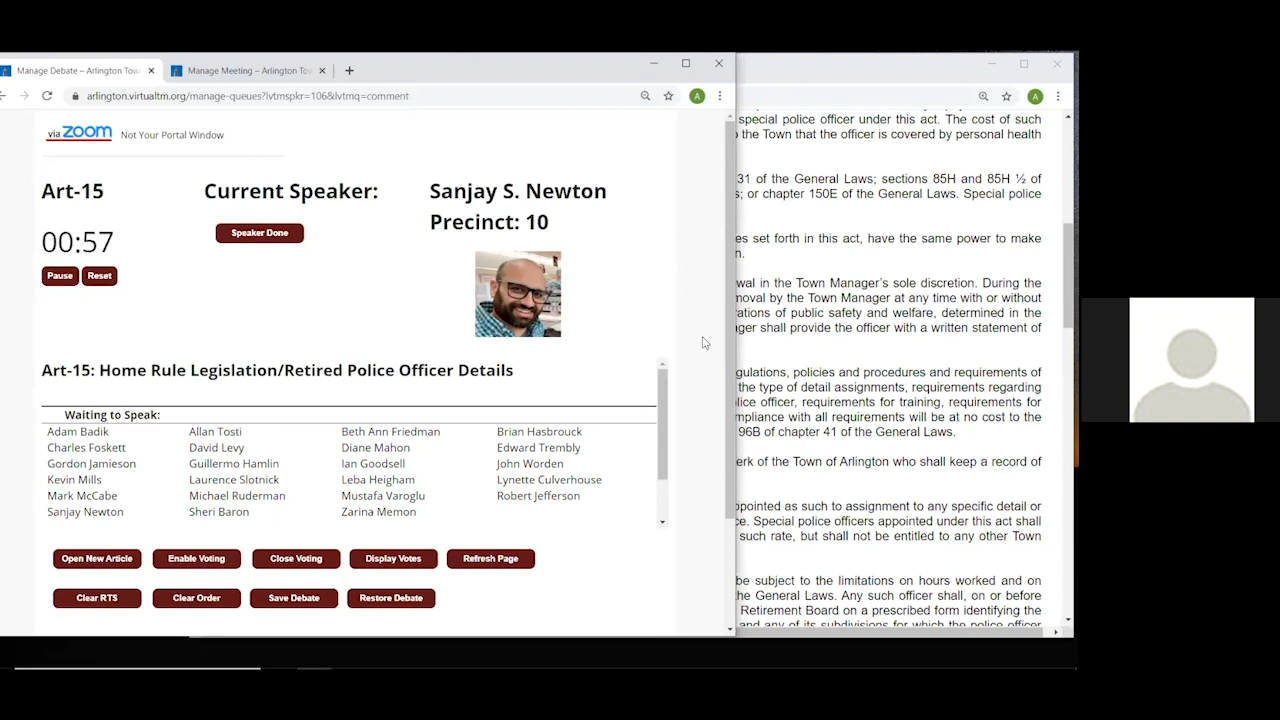 Manage Debate – Arlington Tow
Manage Meeting – Arlington To
arlington.virtualtm.org/manage-queues?lvtmspkr=106&lvtmq=comment
A
A
via zoom
Not Your Portal Window
Art-15
Current Speaker:
Sanjay S. Newton
Precinct: 10
00:57
Speaker Done
Pause
Reset
Art-15: Home Rule Legislation/Retired Police Officer Details
Waiting to Speak:
Adam Badik Allan Tosti Beth Ann Friedman Brian Hasbrouck
Charles Foskett David Levy Diane Mahon Edward Trembly
Gordon Jamieson Guillermo Hamlin Ian Goodsell John Worden
Kevin Mills Laurence Slotnick Leba Heigham Lynette Culverhouse
Mark McCabe Michael Ruderman Mustafa Varoglu Robert Jefferson
Sanjay Newton Sheri Baron Zarina Memon
Open New Article Enable Voting Close Voting Display Votes Refresh Page
Clear RTS Clear Order Save Debate Restore Debate
special police officer under this act. The cost of such
the Town that the officer is covered by personal health
31 of the General Laws; sections 85H and 85H ½ of
; or chapter 150E of the General Laws. Special police
es set forth in this act, have the same power to make
n.
wal in the Town Manager's sole discretion. During the
moval by the Town Manager at any time with or without
ations of public safety and welfare, determined in the
ger shall provide the officer with a written statement of
gulations, policies and procedures and requirements of
the type of detail assignments, requirements regarding
lice officer, requirements for training, requirements for
mpliance with all requirements will be at no cost to the
96B of chapter 41 of the General Laws.
erk of the Town of Arlington who shall keep a record of
ppointed as such to assignment to any specific detail or
ce. Special police officers appointed under this act shall
such rate, but shall not be entitled to any other Town
be subject to the limitations on hours worked and on
he General Laws. Any such officer shall, on or before
Retirement Board on a prescribed form identifying the
and any of its subdivisions for which the police officer